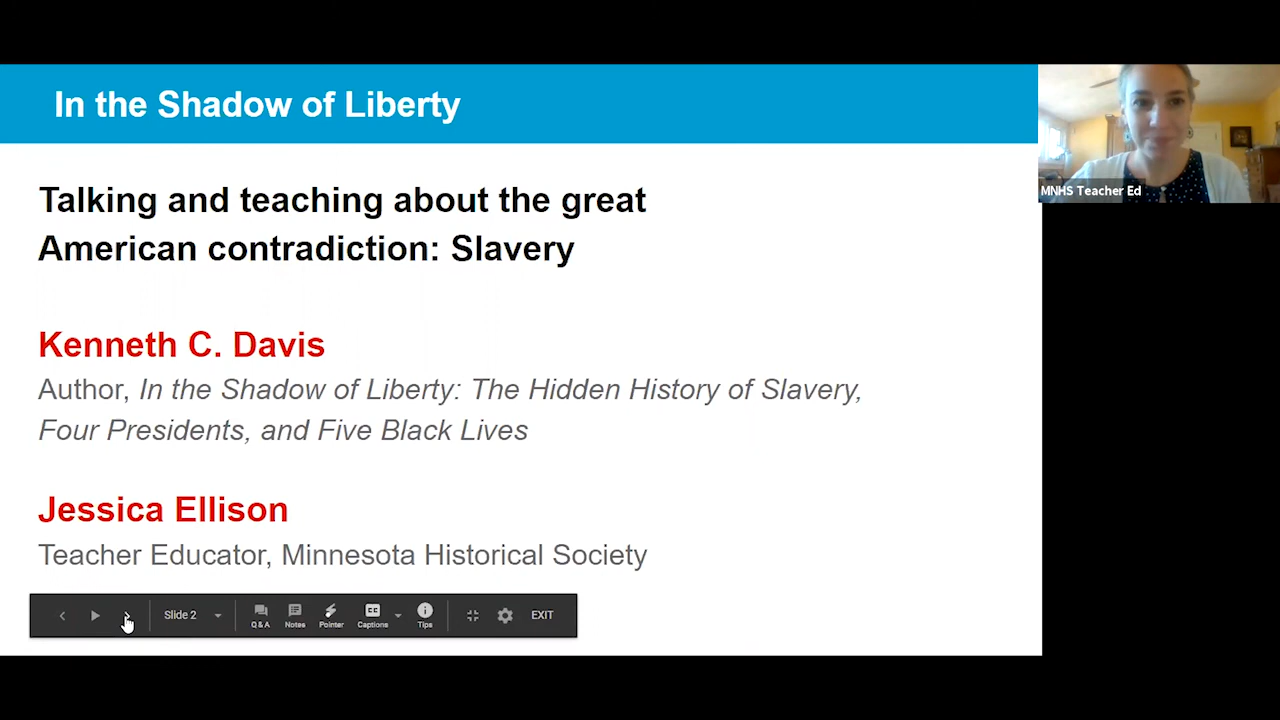 In the Shadow of Liberty
Talking and teaching about the great
American contradiction: Slavery
Kenneth C. Davis
Author, In the Shadow of Liberty: The Hidden History of Slavery,
Four Presidents, and Five Black Lives
Jessica Ellison
Teacher Educator, Minnesota Historical Society
Slide 2
Q & A
Notes
Pointer
CC
Captions
Tips
EXIT
MNHS Teacher Ed